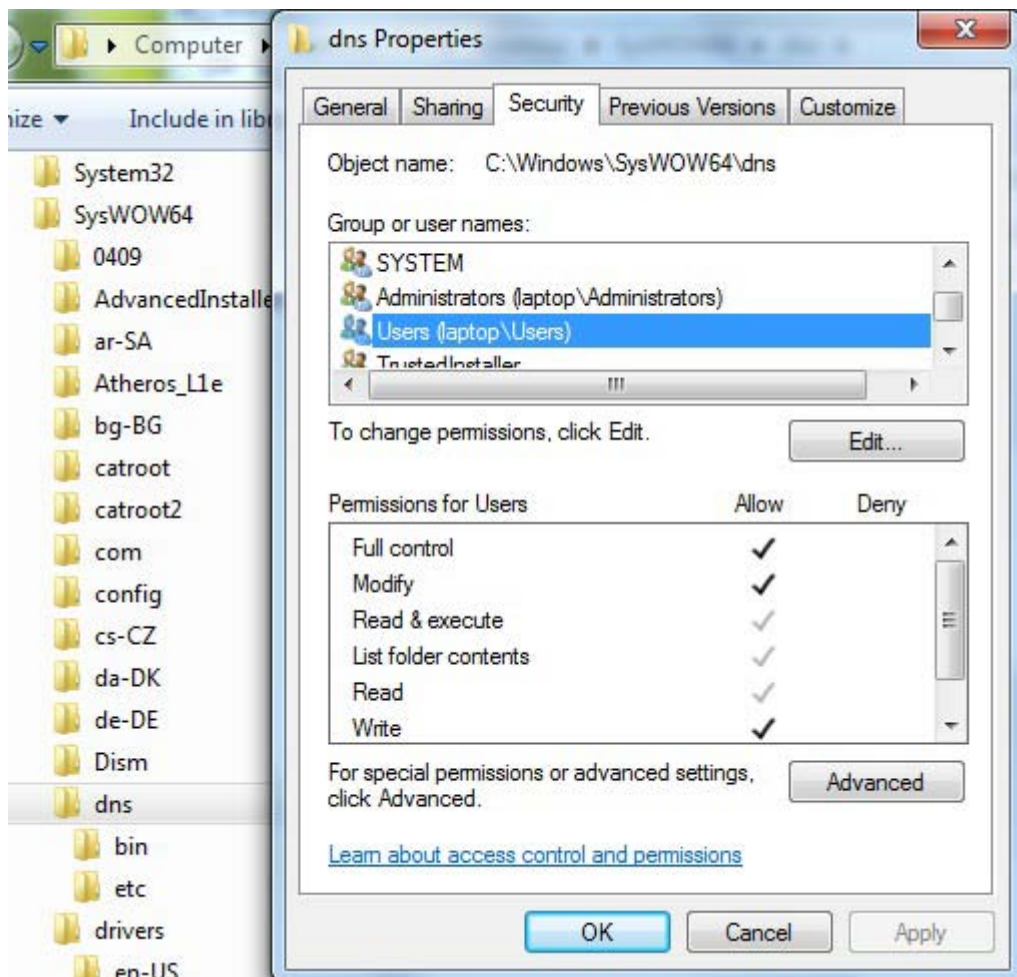 Computer
nize
Include in lib
System32
SysWOW64
0409
AdvancedInstalle
ar-SA
Atheros_L1e
bg-BG
catroot
catroot2
com
config
cs-CZ
da-DK
de-DE
Dism
dns
bin
etc
drivers
en-US
dns Properties
General Sharing Security Previous Versions Customize
Object name: C:\Windows\SysWOW64\dns
Group or user names:
SYSTEM
Administrators (laptop\Administrators)
Users (laptop\Users)
TrustedInstaller
To change permissions, click Edit.
Edit...
Permissions for Users Allow Deny
Full control
Modify
Read & execute
List folder contents
Read
Write
For special permissions or advanced settings,
click Advanced.
Advanced
Learn about access control and permissions
OK Cancel Apply